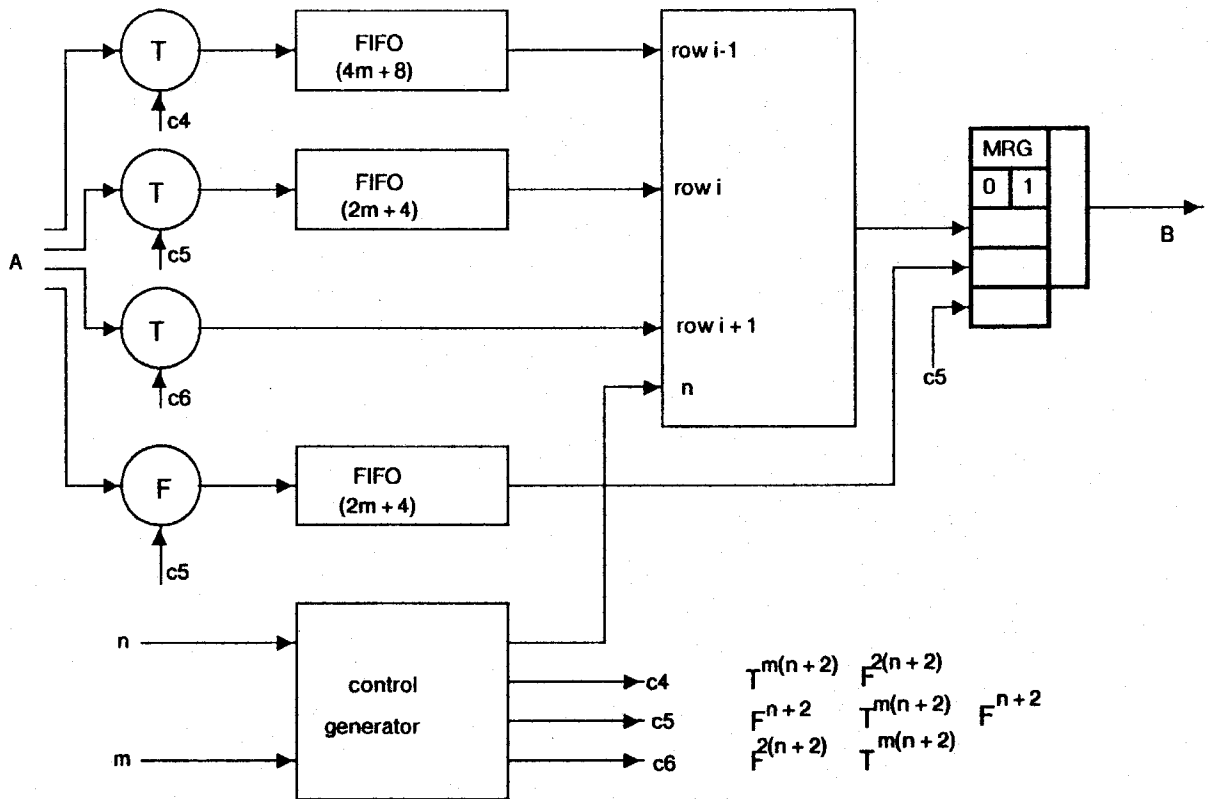 T
FIFO
(4m + 8)
row i-1
c4
T
FIFO
(2m + 4)
row i
c5
MRG
0 1
B
A
T
row i + 1
c6
n
c5
F
FIFO
(2m + 4)
c5
n
control
generator
m
c4 T^m(n + 2) F^2(n + 2)
c5 F^n + 2 T^m(n + 2) F^n + 2
c6 F^2(n + 2) T^m(n + 2)